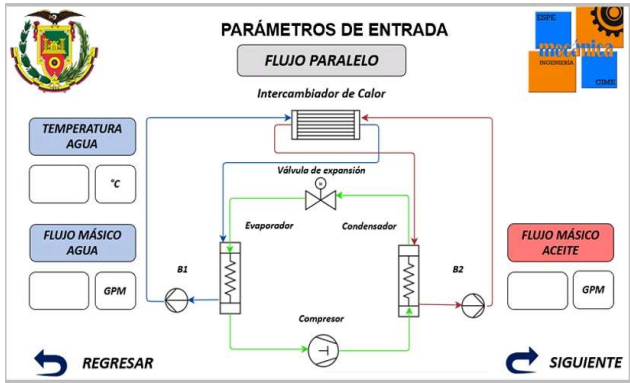 PARÁMETROS DE ENTRADA
FLUJO PARALELO
ESPE
mecánica
INGENIERÍA
CIME
Intercambiador de Calor
TEMPERATURA
AGUA
°C
Válvula de expansión
Evaporador
Condensador
FLUJO MÁSICO
AGUA
GPM
FLUJO MÁSICO
ACEITE
GPM
B1
B2
Compresor
REGRESAR
SIGUIENTE